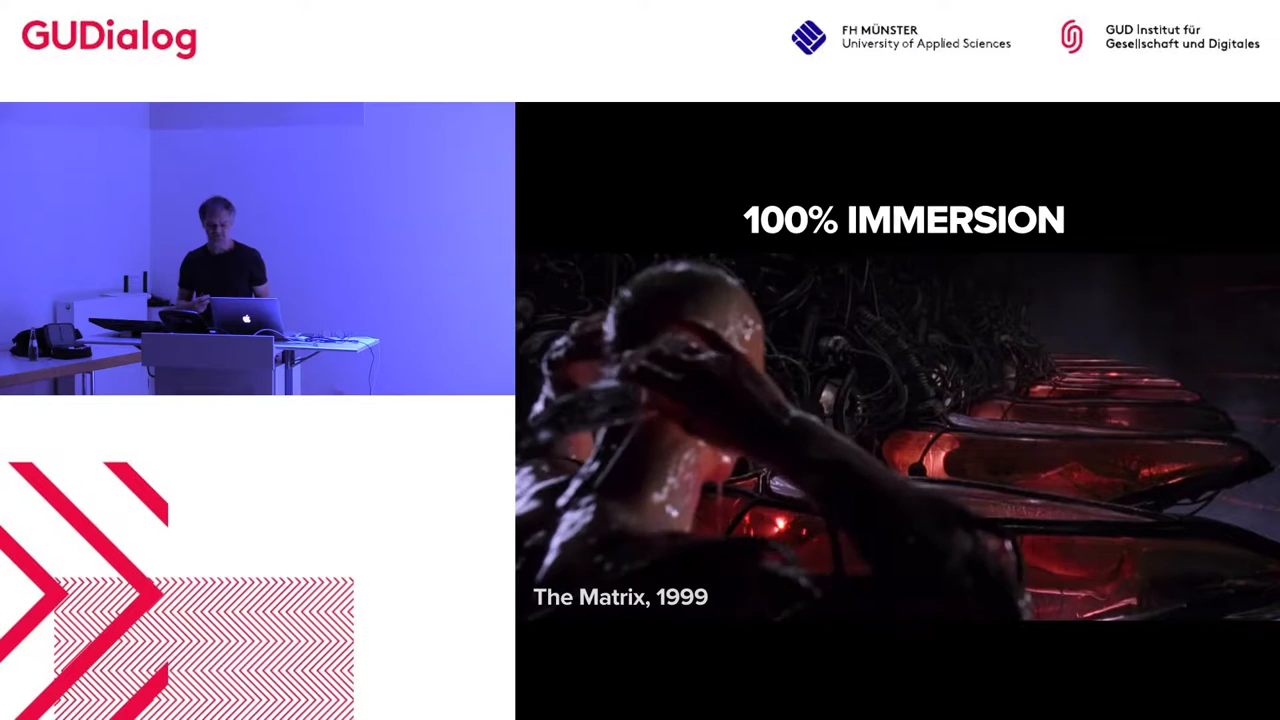 GUDialog
FH MÜNSTER
University of Applied Sciences
GUD Institut für
Gesellschaft und Digitales
100% IMMERSION
The Matrix, 1999